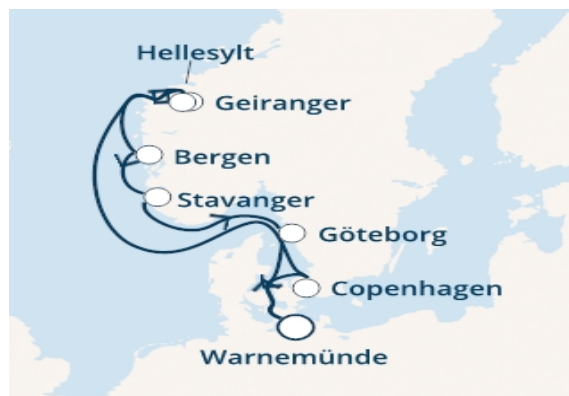 Hellesylt
Geiranger
Bergen
Stavanger
Göteborg
Copenhagen
Warnemünde